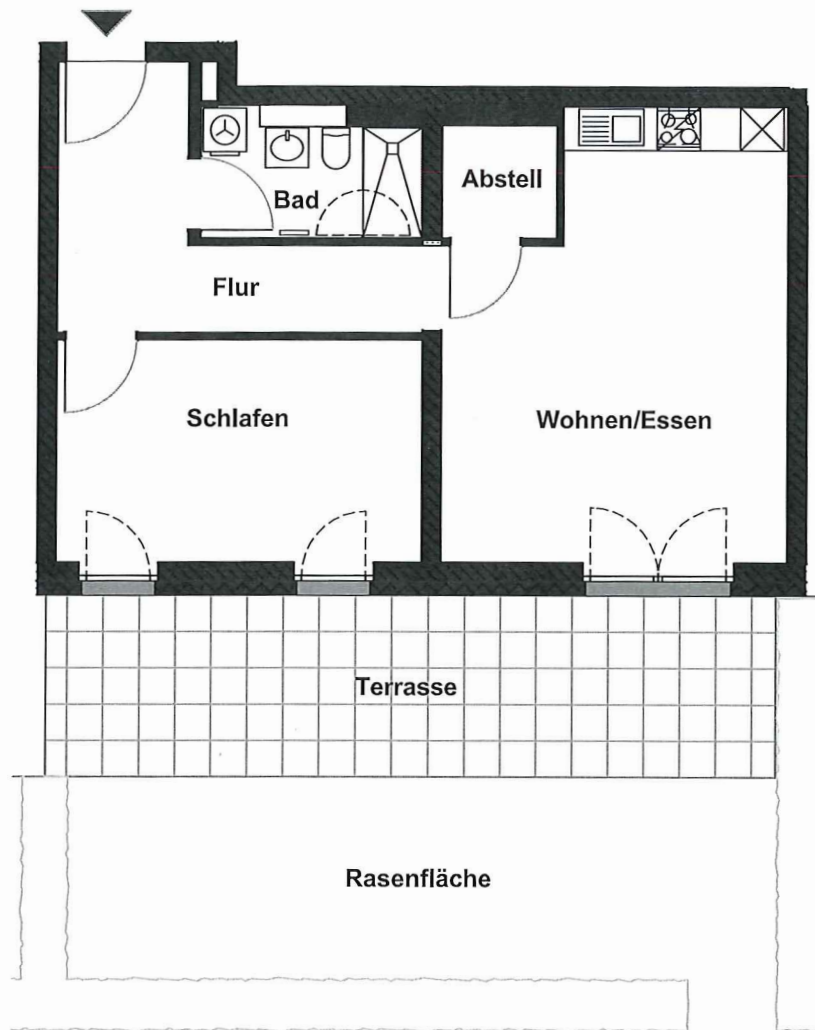 Abstell
Bad
Flur
Schlafen
Wohnen/Essen
Terrasse
Rasenfläche